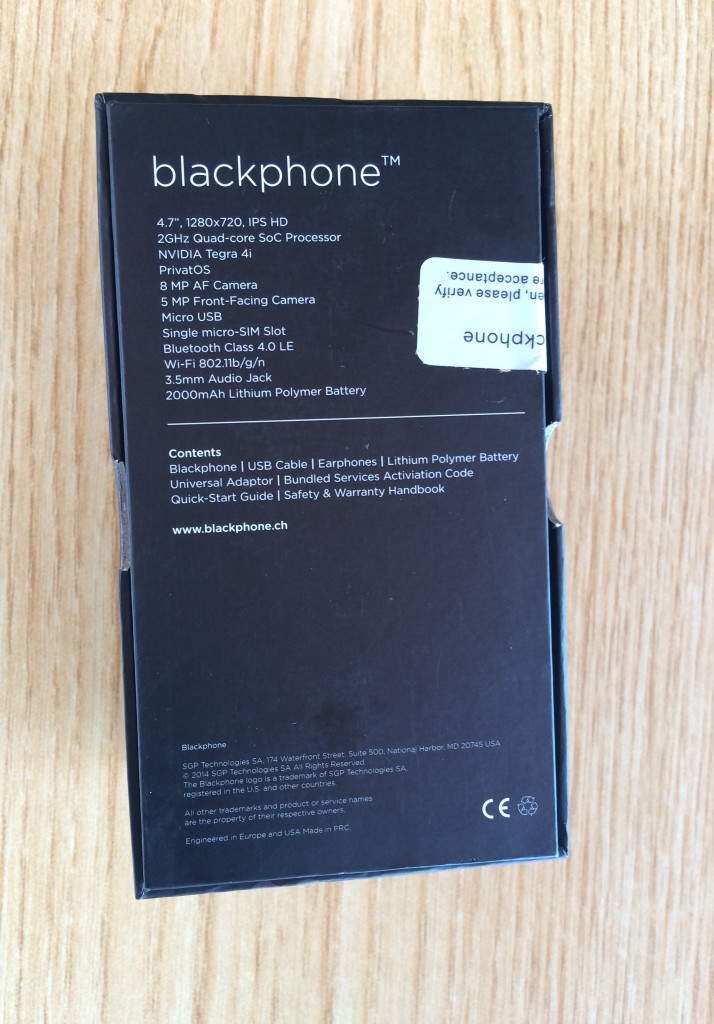 blackphone™
4.7”, 1280x720, IPS HD
2GHz Quad-core SoC Processor
NVIDIA Tegra 4i
PrivatOS
8 MP AF Camera
5 MP Front-Facing Camera
Micro USB
Single micro-SIM Slot
Bluetooth Class 4.0 LE
Wi-Fi 802.11b/g/n
3.5mm Audio Jack
2000mAh Lithium Polymer Battery
ckphone
en, please verify
re acceptance.
Contents
Blackphone | USB Cable | Earphones | Lithium Polymer Battery
Universal Adaptor | Bundled Services Activiation Code
Quick-Start Guide | Safety & Warranty Handbook
www.blackphone.ch
Blackphone
SGP Technologies SA, 174 Waterfront Street, Suite 500, National Harbor, MD 20745 USA
© 2014 SGP Technologies SA All Rights Reserved.
The Blackphone logo is a trademark of SGP Technologies SA.
registered in the U.S. and other countries.
All other trademarks and product or service names
are the property of their respective owners.
Engineered in Europe and USA Made in PRC.
CE